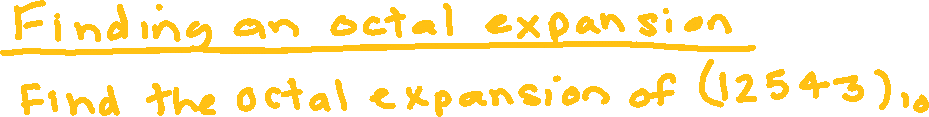 Finding an octal expansion
Find the octal expansion of (12543)₁₀